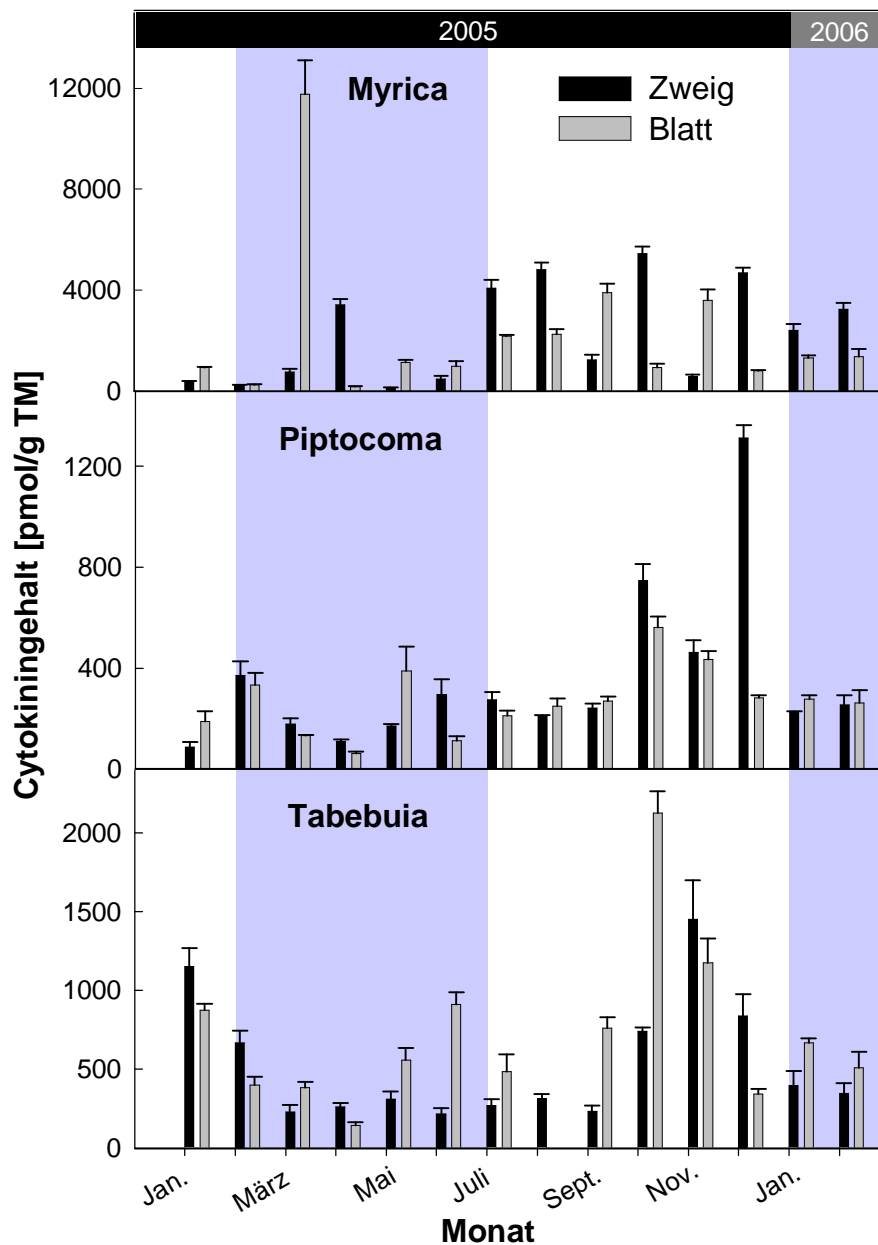 2005
2006
Myrica
Zweig
Blatt
12000
8000
4000
0
Piptocoma
1200
800
400
0
Tabebuia
2000
1500
1000
500
0
Cytokiningehalt [pmol/g TM]
Jan.
März
Mai
Juli
Sept.
Nov.
Jan.
Monat